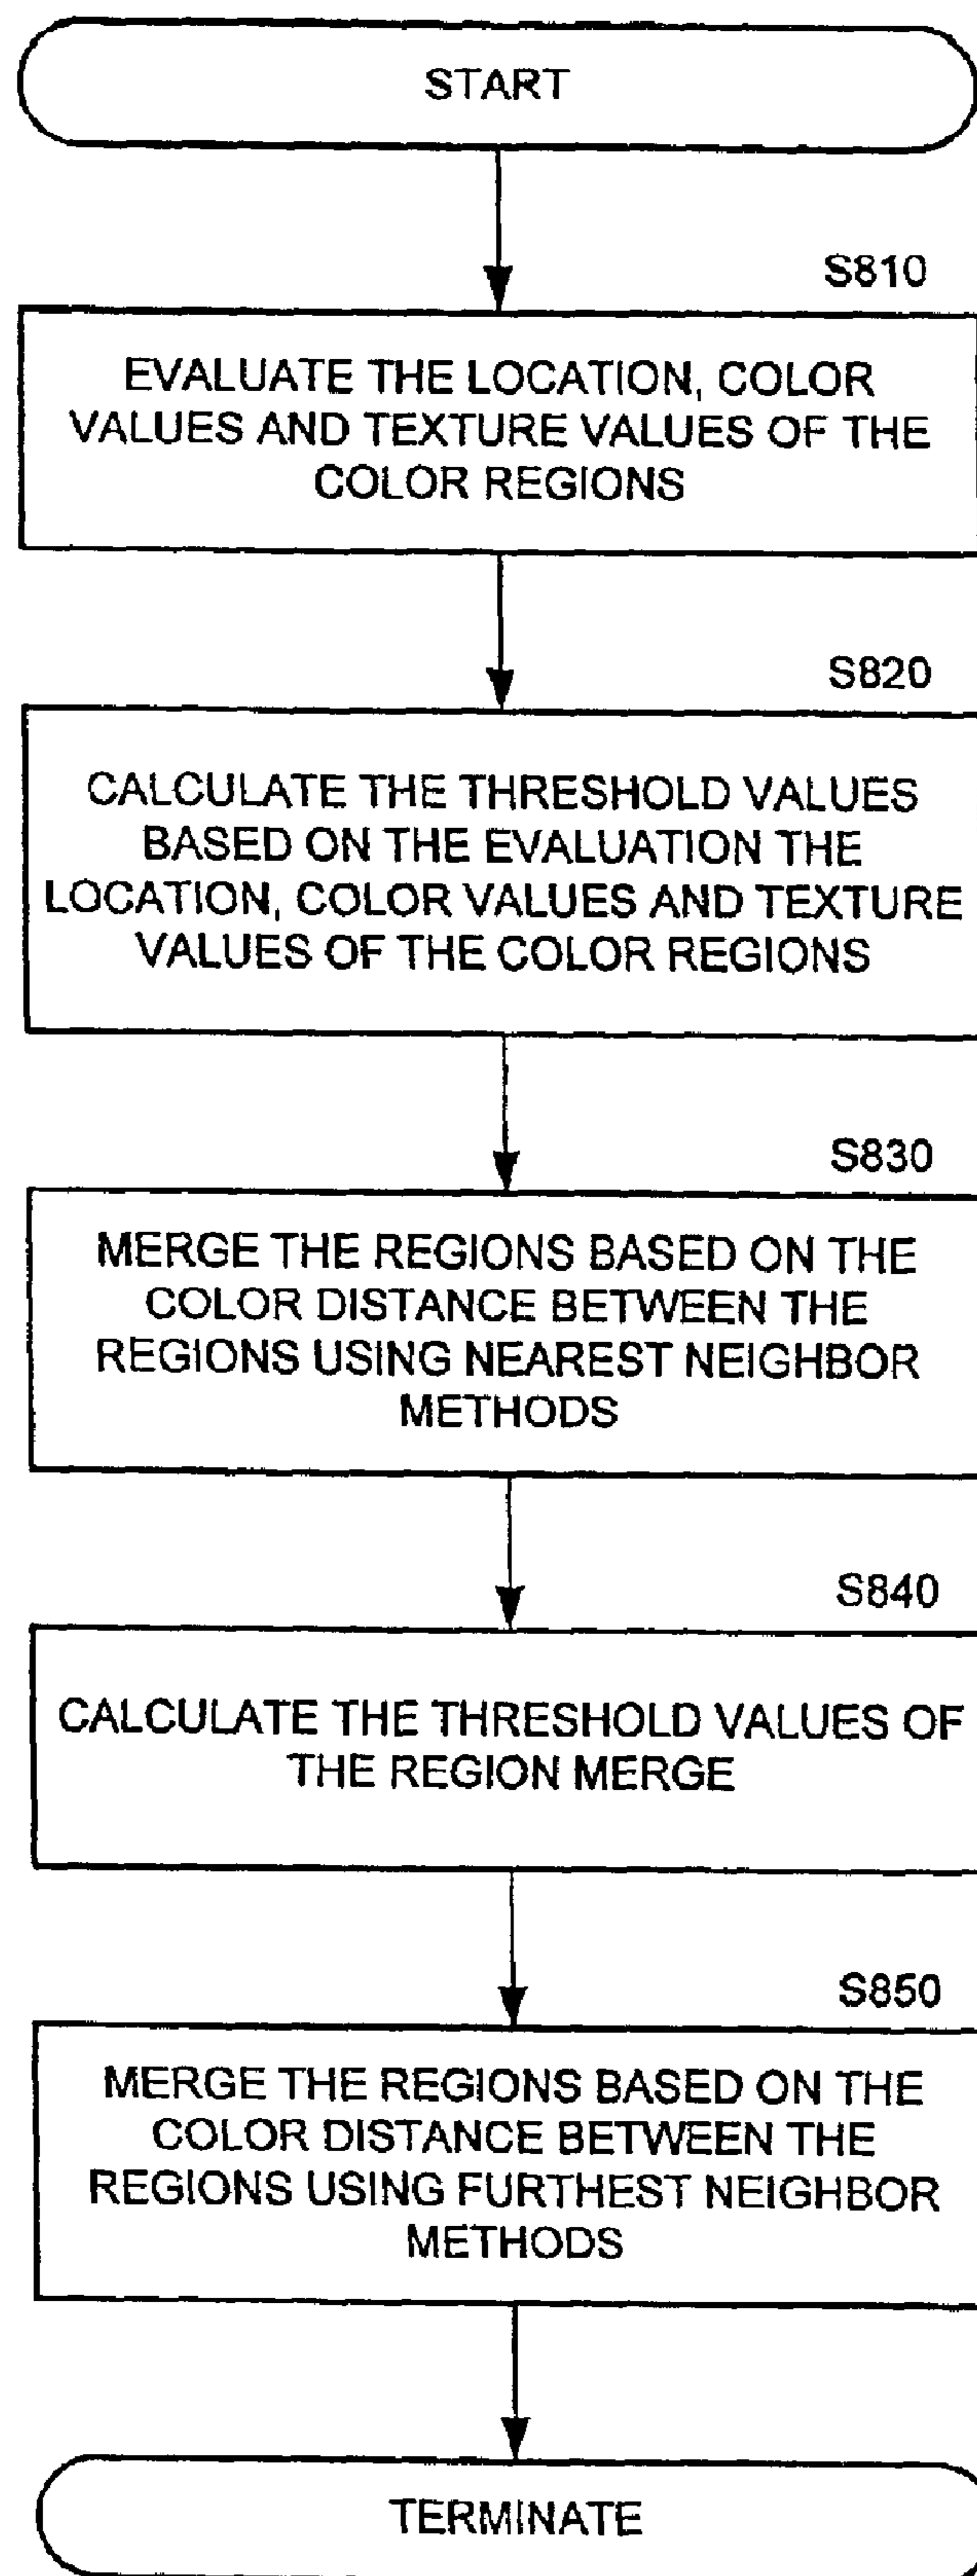 START
S810
EVALUATE THE LOCATION, COLOR
VALUES AND TEXTURE VALUES OF THE
COLOR REGIONS
S820
CALCULATE THE THRESHOLD VALUES
BASED ON THE EVALUATION THE
LOCATION, COLOR VALUES AND TEXTURE
VALUES OF THE COLOR REGIONS
S830
MERGE THE REGIONS BASED ON THE
COLOR DISTANCE BETWEEN THE
REGIONS USING NEAREST NEIGHBOR
METHODS
S840
CALCULATE THE THRESHOLD VALUES OF
THE REGION MERGE
S850
MERGE THE REGIONS BASED ON THE
COLOR DISTANCE BETWEEN THE
REGIONS USING FURTHEST NEIGHBOR
METHODS
TERMINATE